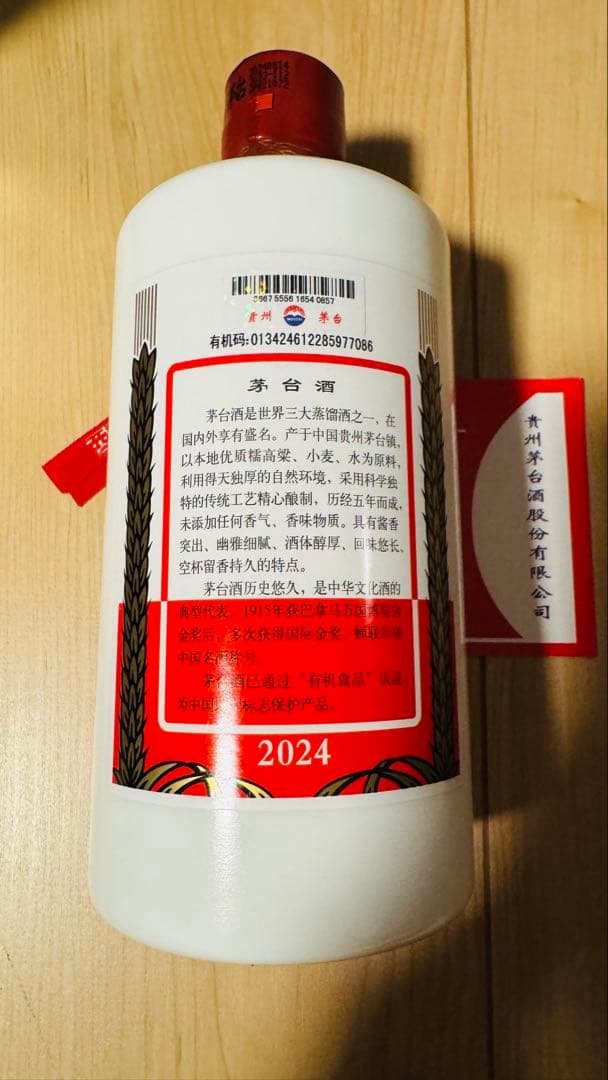 3667 5556 1654 0857
贵州 茅台
有机码:013424612285977086
茅台酒
茅台酒是世界三大蒸馏酒之一，在
国内外享有盛名。产于中国贵州茅台镇，
以本地优质糯高粱、小麦、水为原料，
利用得天独厚的自然环境，采用科学独
特的传统工艺精心酿制，历经五年而成，
未添加任何香气、香味物质。具有酱香
突出、幽雅细腻、酒体醇厚、回味悠长、
空杯留香持久的特点。
茅台酒历史悠久，是中华文化酒的
典型代表。1915年获巴拿马万国博览会
金奖后，多次获得国际金奖，蝉联历届
中国名酒称号。
茅台酒已通过“有机食品”认证
为中国 标志保护产品。
2024
贵州茅台酒股份有限公司